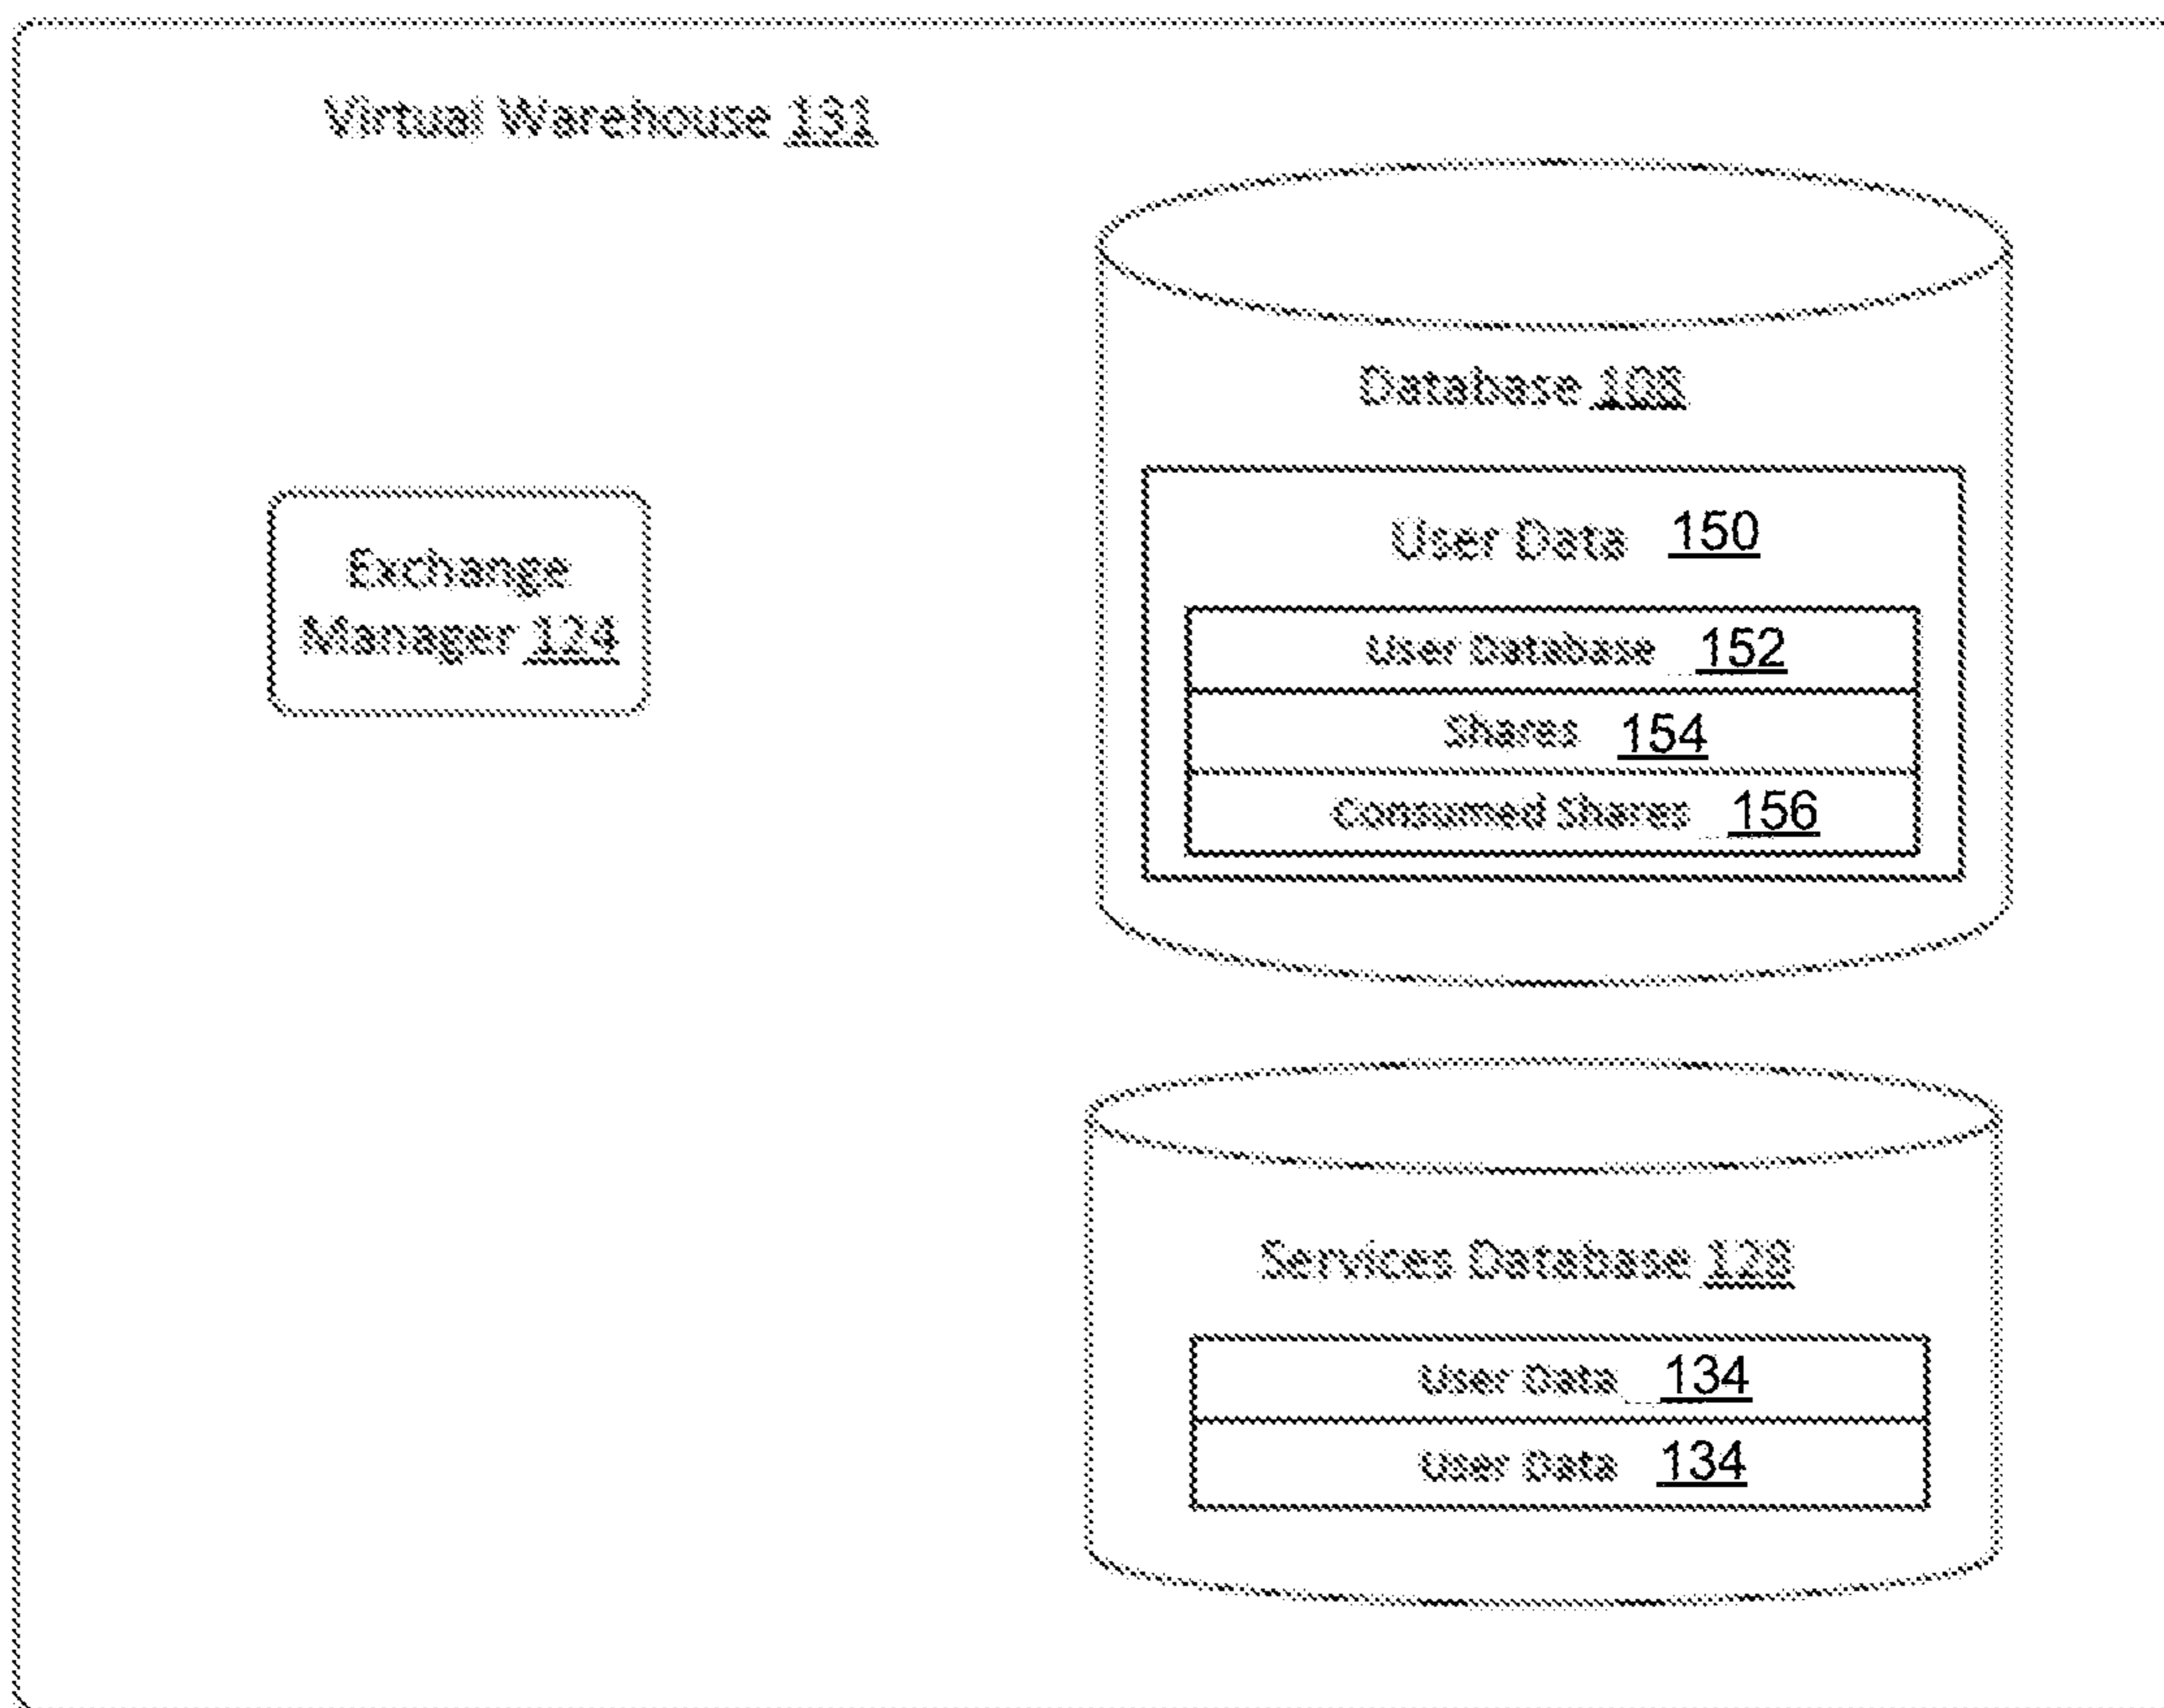 Virtual Warehouse 131
Database 108
Exchange
Manager 124
User Data 150
User Database 152
Shares 154
Consumed Shares 156
Services Database 128
User Data 134
User Data 134